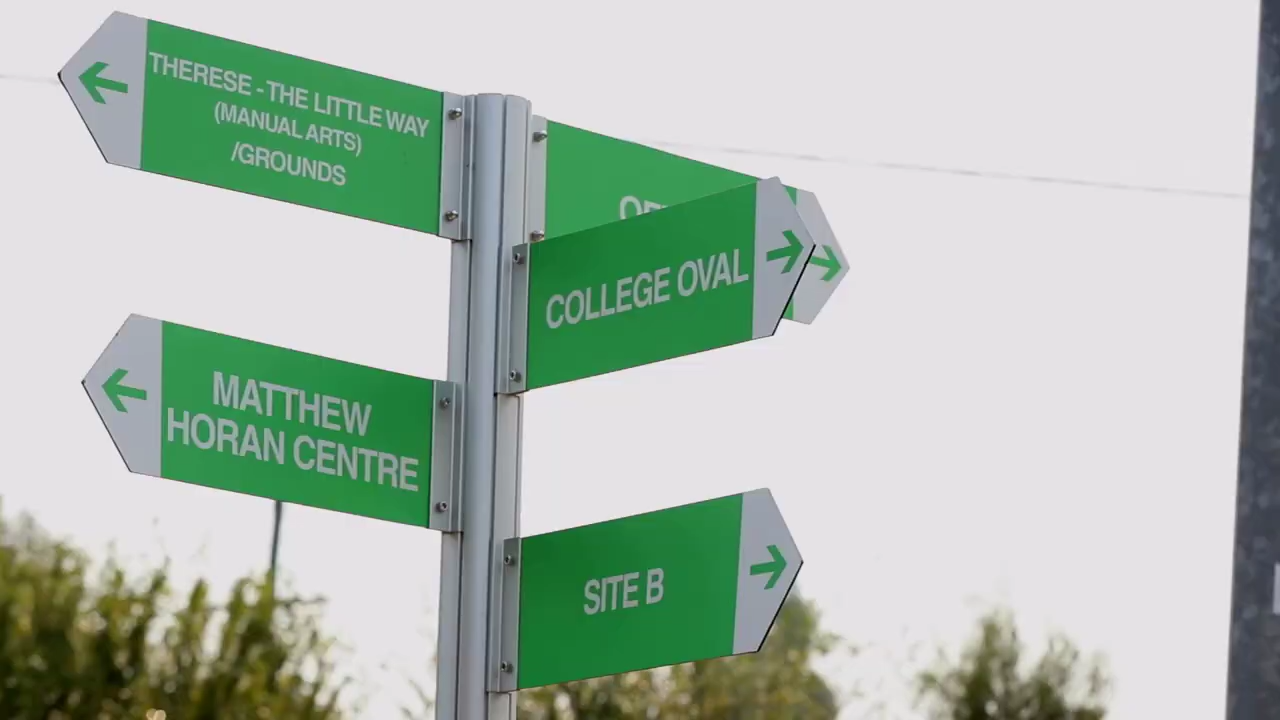 THERESE - THE LITTLE WAY
(MANUAL ARTS)
/GROUNDS
COLLEGE OVAL
MATTHEW
HORAN CENTRE
SITE B